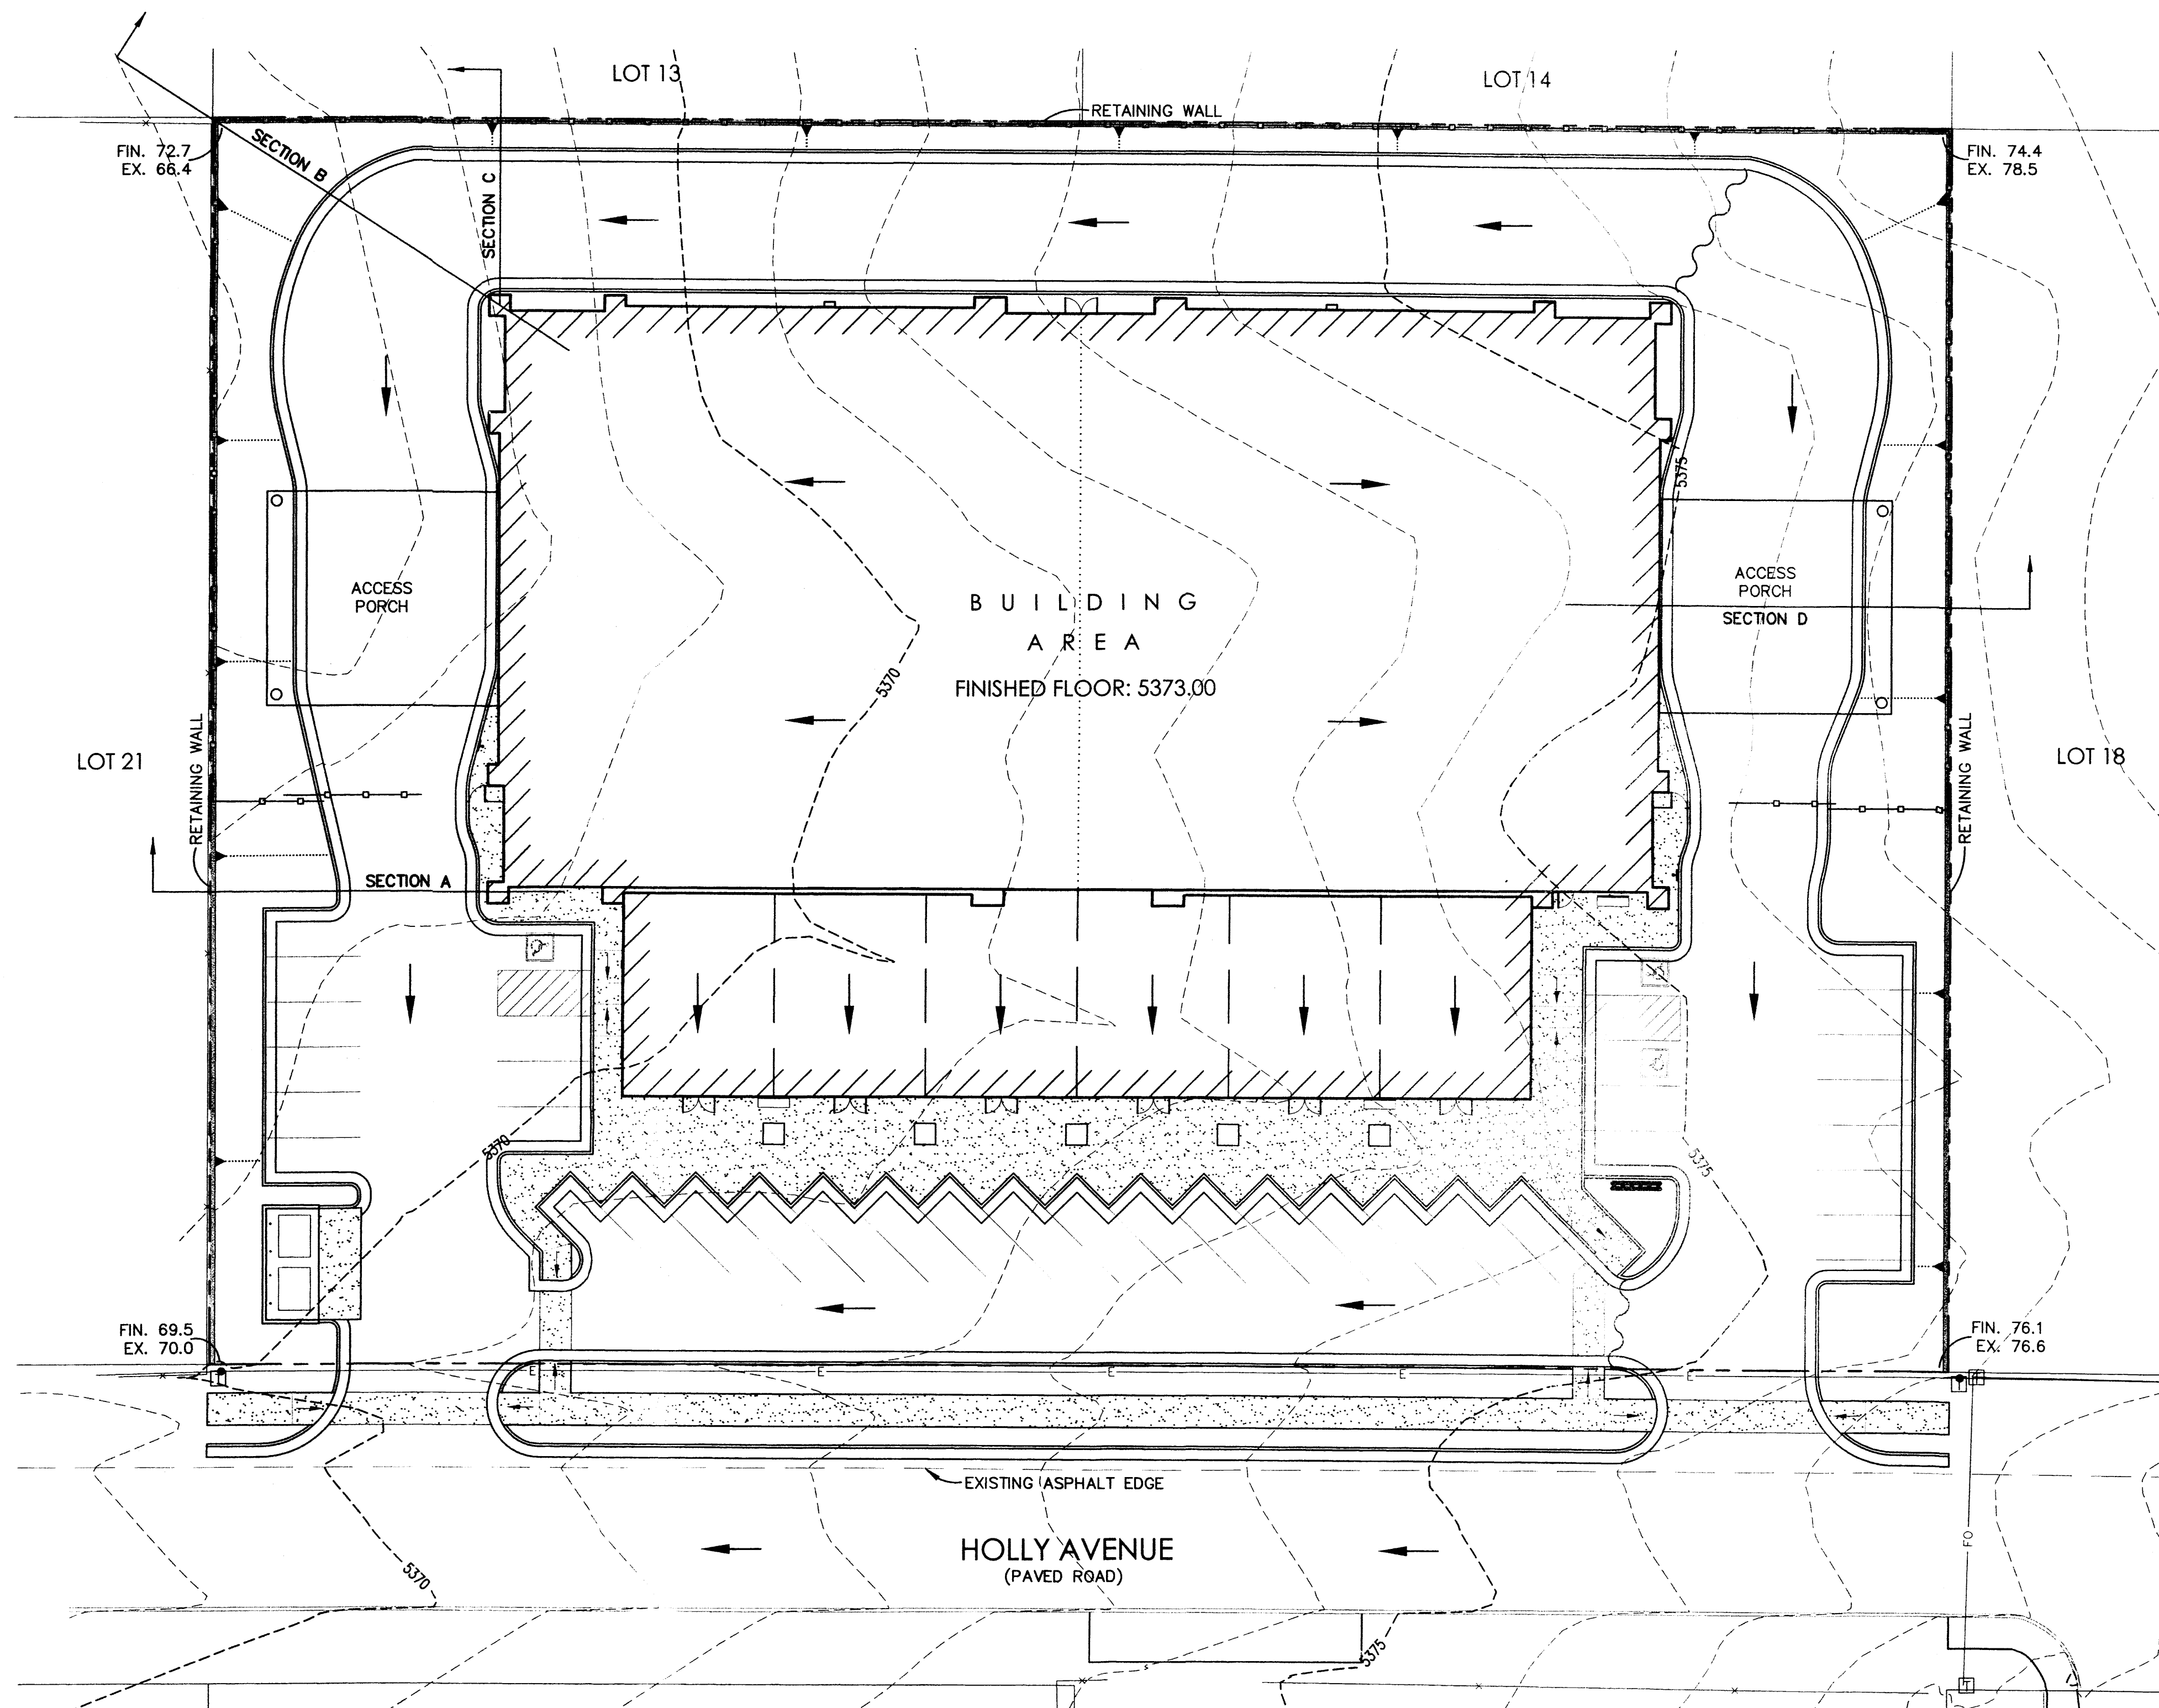 LOT 13
LOT 14
RETAINING WALL
FIN. 72.7
EX. 66.4
SECTION B
SECTION C
FIN. 74.4
EX. 78.5
5375
ACCESS
PORCH
BUILDING
AREA
FINISHED FLOOR: 5373.00
5370
ACCESS
PORCH
SECTION D
LOT 21
RETAINING WALL
RETAINING WALL
LOT 18
SECTION A
5370
5375
FIN. 69.5
EX. 70.0
FIN. 76.1
EX. 76.6
E
E
E
E
E
T
T
EXISTING ASPHALT EDGE
HOLLY AVENUE
(PAVED ROAD)
FO
5370
5375
T